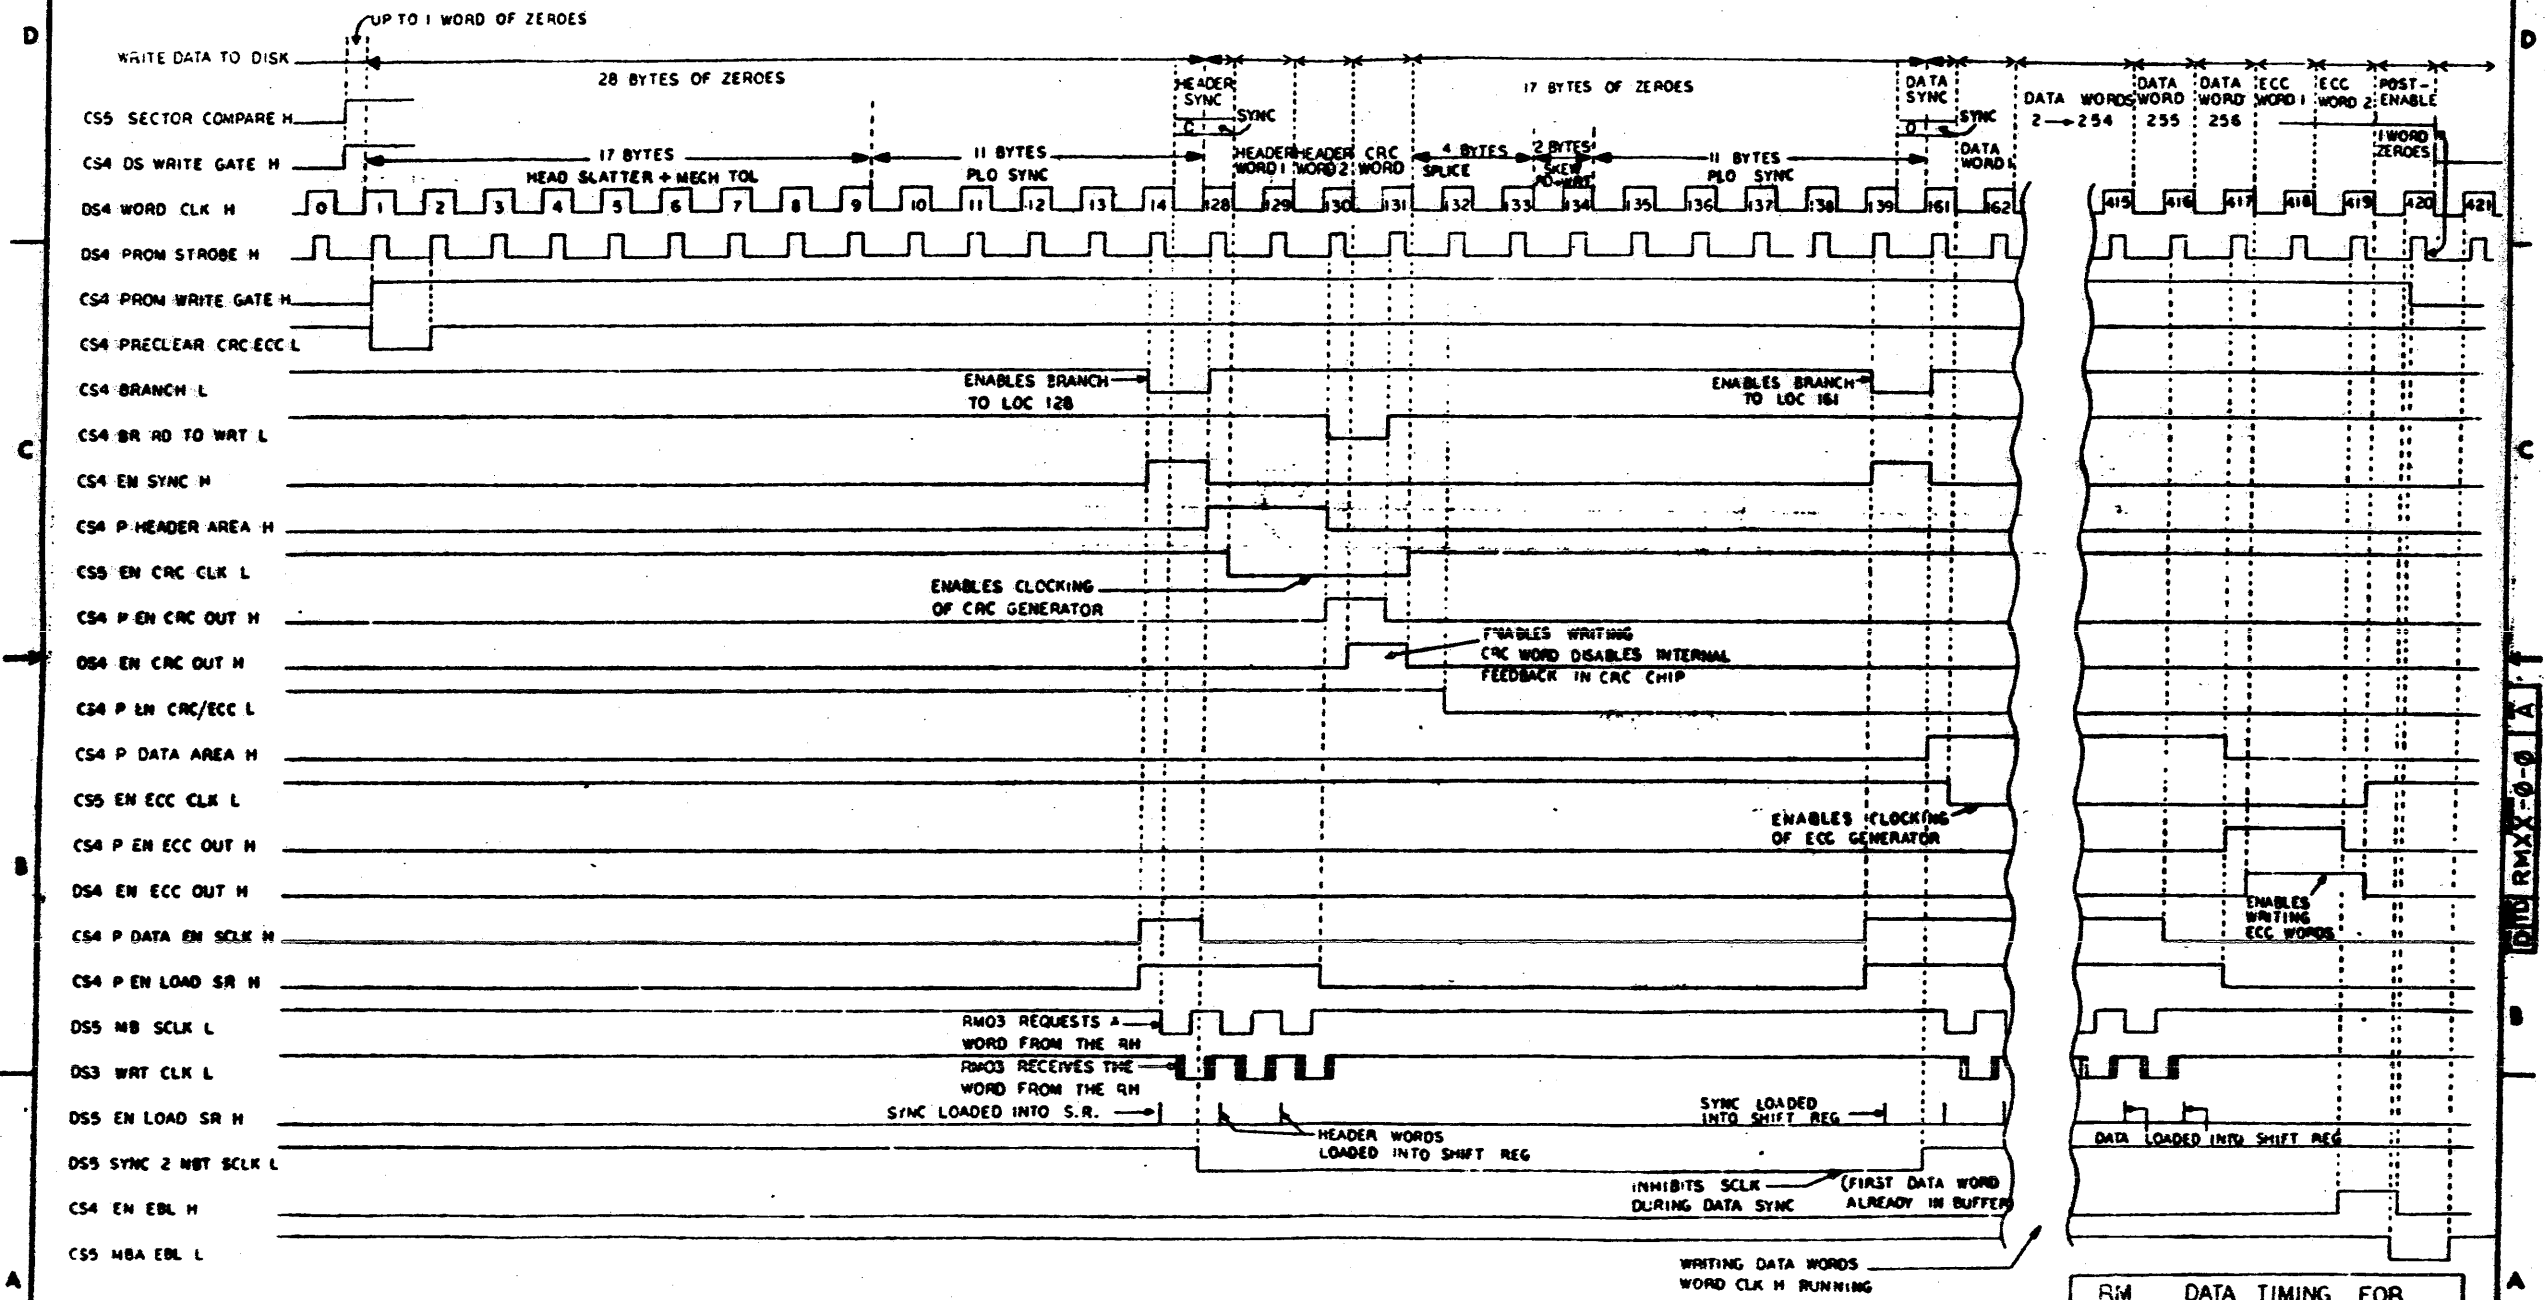 D
UP TO 1 WORD OF ZEROES
D
WRITE DATA TO DISK
28 BYTES OF ZEROES
17 BYTES OF ZEROES
HEADER
SYNC
C
SYNC
DATA
SYNC
SYNC
DATA
WORD 1
DATA WORDS
2 → 254
DATA
WORD
255
DATA
WORD
256
ECC
WORD 1
ECC
WORD 2
POST-
ENABLE
1 WORD
ZEROES
CS5 SECTOR COMPARE H
CS4 DS WRITE GATE H
17 BYTES
HEAD SLATTER + MECH TOL
11 BYTES
PLO SYNC
HEADER
WORD 1
HEADER
WORD 2
CRC
WORD
4 BYTES
SPLICE
2 BYTES
SKEW
RD-WRT
11 BYTES
PLO SYNC
DS4 WORD CLK H
0 1 2 3 4 5 6 7 8 9 10 11 12 13 14 128 129 130 131 132 133 134 135 136 137 138 139 161 162 415 416 417 418 419 420 421
DS4 PROM STROBE H
CS4 PROM WRITE GATE H
CS4 PRECLEAR CRC ECC L
CS4 BRANCH L
ENABLES BRANCH
TO LOC 128
ENABLES BRANCH
TO LOC 161
C
CS4 BR RD TO WRT L
C
CS4 EN SYNC H
CS4 P HEADER AREA H
CS5 EN CRC CLK L
ENABLES CLOCKING
OF CRC GENERATOR
CS4 P EN CRC OUT H
DS4 EN CRC OUT H
ENABLES WRITING
CRC WORD DISABLES INTERNAL
FEEDBACK IN CRC CHIP
CS4 P EN CRC/ECC L
CS4 P DATA AREA H
CS5 EN ECC CLK L
ENABLES CLOCKING
OF ECC GENERATOR
CS4 P EN ECC OUT H
B
DS4 EN ECC OUT H
ENABLES
WRITING
ECC WORDS
D ID RMXX-0-0 A
CS4 P DATA EN SCLK H
CS4 P EN LOAD SR H
DS5 MB SCLK L
RM03 REQUESTS A
WORD FROM THE RH
B
DS3 WRT CLK L
RM03 RECEIVES THE
WORD FROM THE RH
DS5 EN LOAD SR H
SYNC LOADED INTO S.R.
HEADER WORDS
LOADED INTO SHIFT REG
SYNC LOADED
INTO SHIFT REG
DATA LOADED INTO SHIFT REG
DS5 SYNC 2 NBT SCLK L
INHIBITS SCLK
DURING DATA SYNC
(FIRST DATA WORD
ALREADY IN BUFFER
CS4 EN EBL H
CS5 MBA EBL L
WRITING DATA WORDS
WORD CLK H RUNNING
A
A
RM DATA TIMING FOR